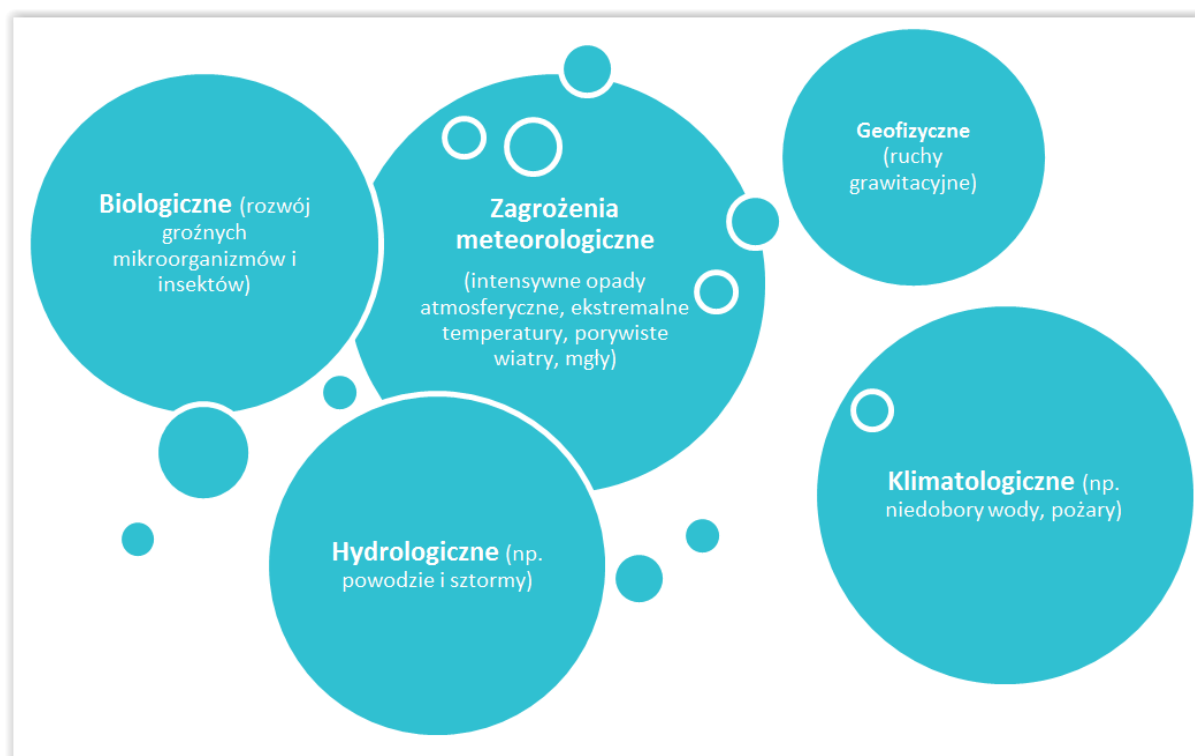 Biologiczne (rozwój
groźnych
mikroorganizmów i
insektów)
Zagrożenia
meteorologiczne
(intensywne opady
atmosferyczne, ekstremalne
temperatury, porywiste
wiatry, mgły)
Geofizyczne
(ruchy
grawitacyjne)
Hydrologiczne (np.
powodzie i sztormy)
Klimatologiczne (np.
niedobory wody, pożary)